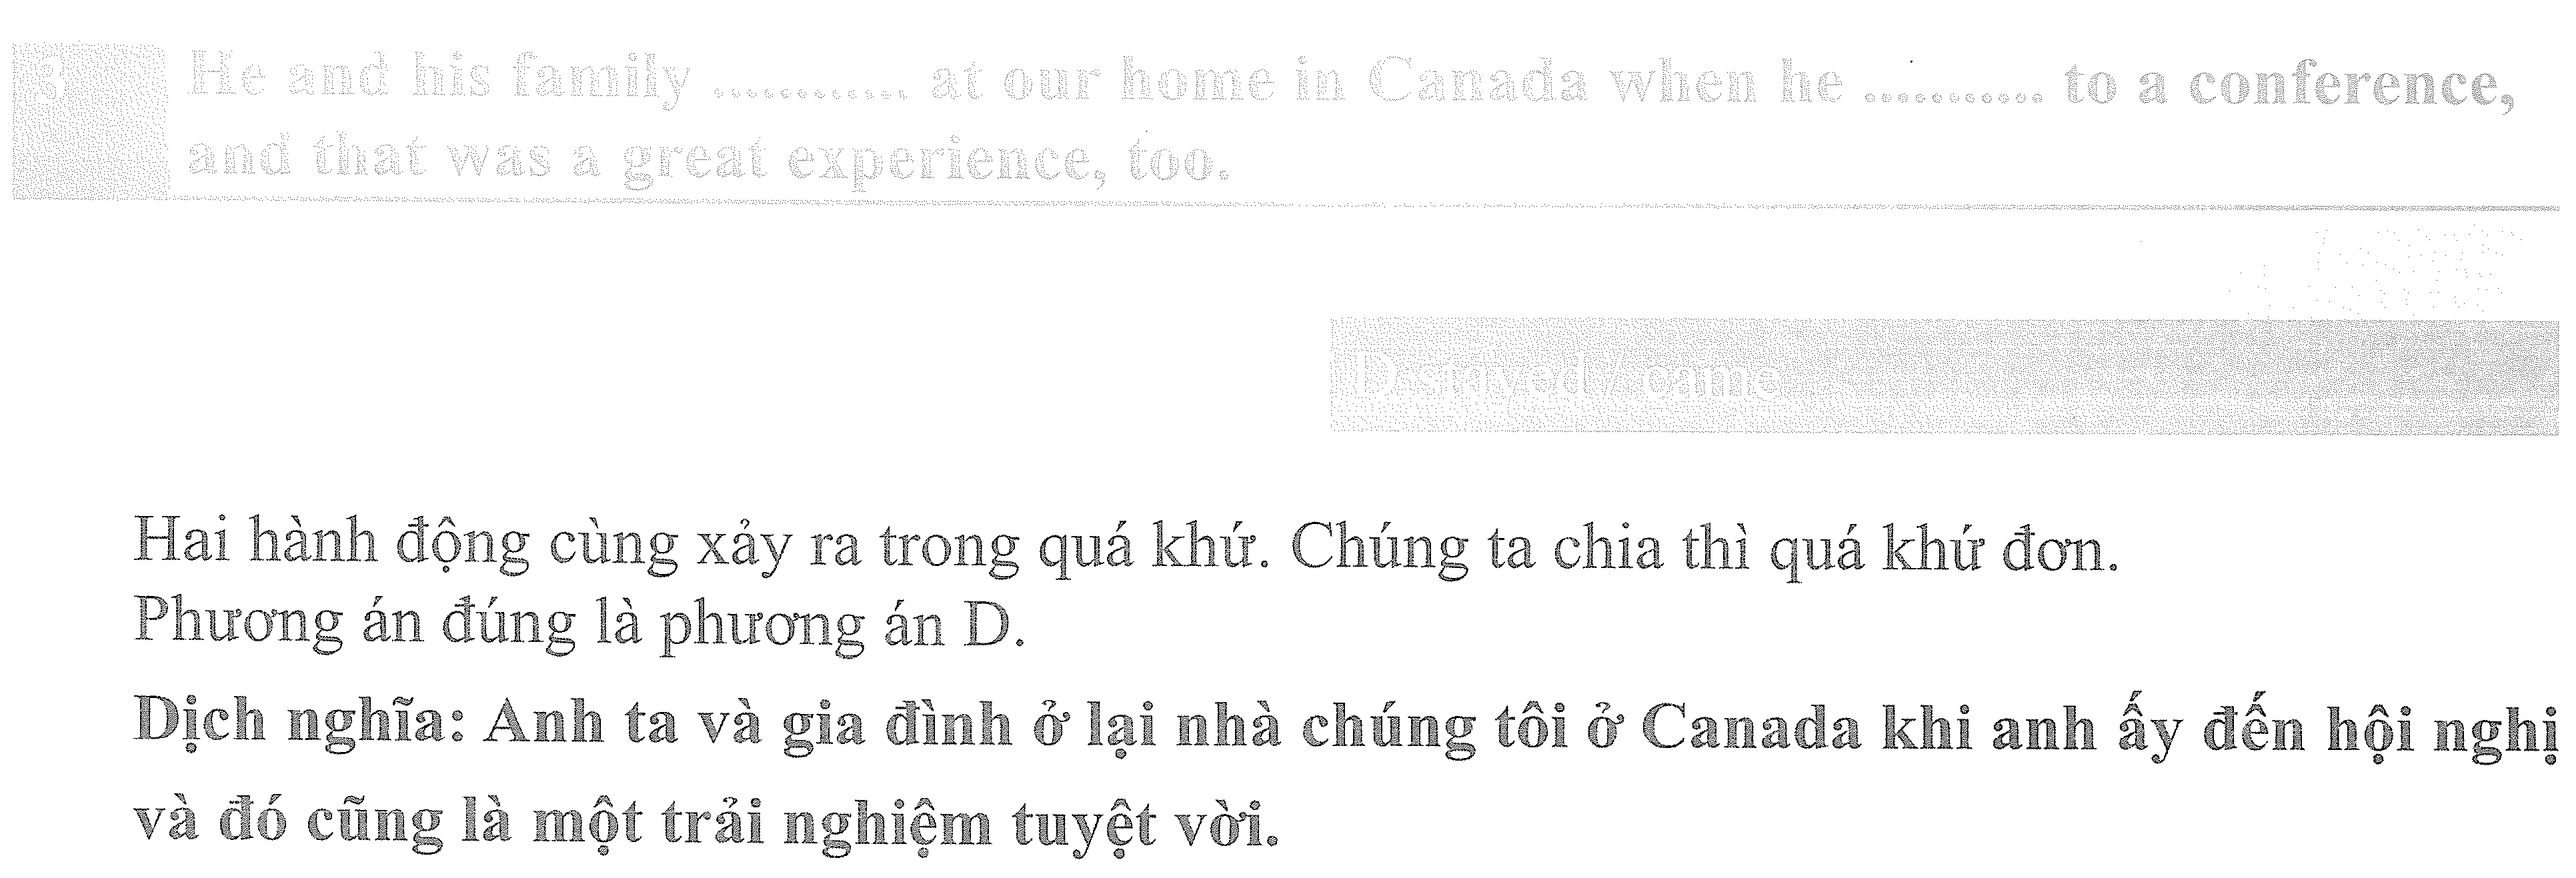 3 He and his family ............ at our home in Canada when he ........... to a conference,
and that was a great experience, too.
D. stayed / came
Hai hành động cùng xảy ra trong quá khứ. Chúng ta chia thì quá khứ đơn.
Phương án đúng là phương án D.
Dịch nghĩa: Anh ta và gia đình ở lại nhà chúng tôi ở Canada khi anh ấy đến hội nghị
và đó cũng là một trải nghiệm tuyệt vời.